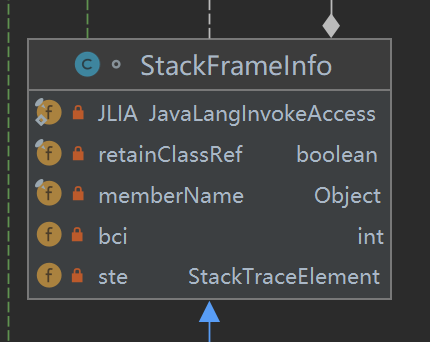 C StackFrameInfo
f JLIA JavaLangInvokeAccess
f retainClassRef boolean
f memberName Object
f bci int
f ste StackTraceElement